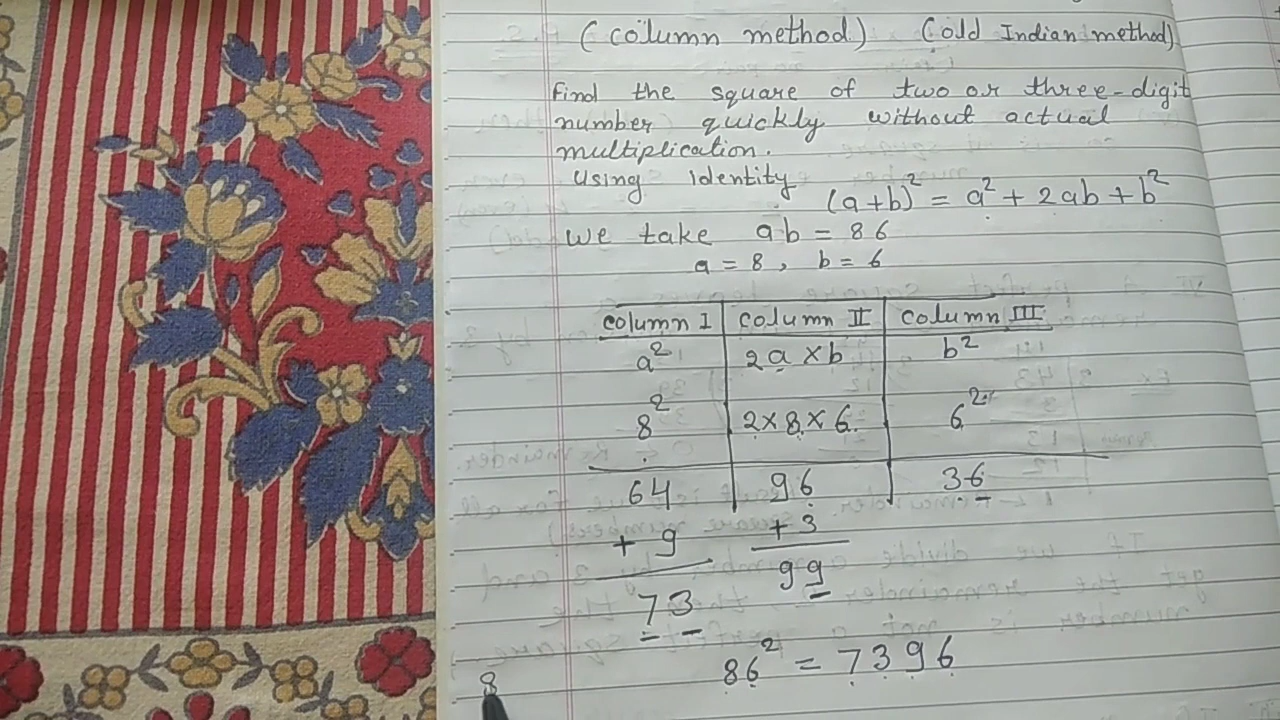 (column method) (old Indian method)
Find the square of two or three-digit
number quickly without actual
multiplication.
Using Identity
(a+b)² = a² + 2ab + b²
we take ab = 86
a = 8, b = 6
column I column II column III
a² 2a×b b²
8² 2×8×6 6²
64 96 36
+ 9 + 3
73 99
86² = 7396
8